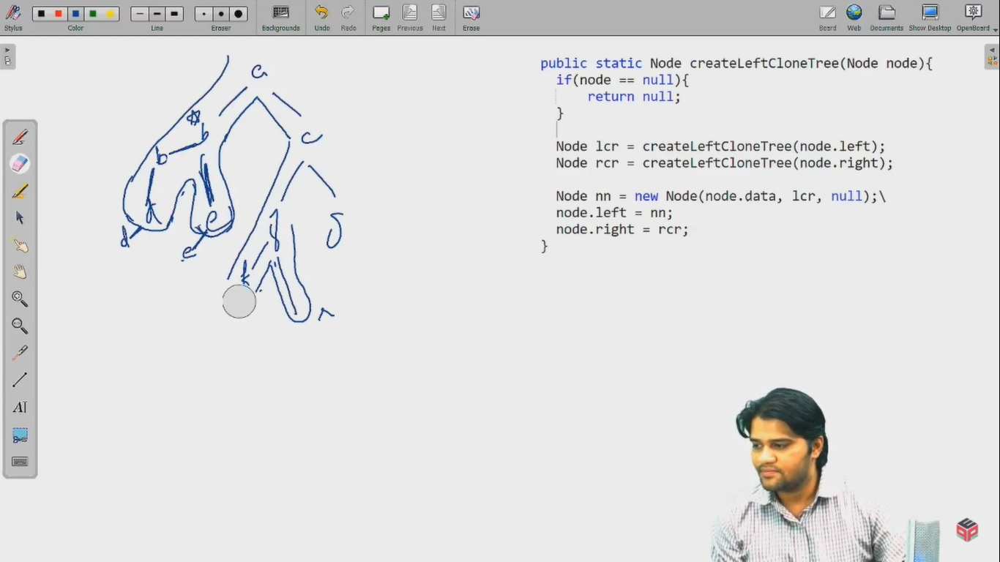 Stylus
Color
Line
Eraser
Backgrounds
Undo
Redo
Pages
Previous
Next
Erase
Board
Web
Documents
Show Desktop
OpenBoard
a
b
b
c
d
e
e
k
public static Node createLeftCloneTree(Node node){
if(node == null){
return null;
}
Node lcr = createLeftCloneTree(node.left);
Node rcr = createLeftCloneTree(node.right);
Node nn = new Node(node.data, lcr, null);\
node.left = nn;
node.right = rcr;
}
AI